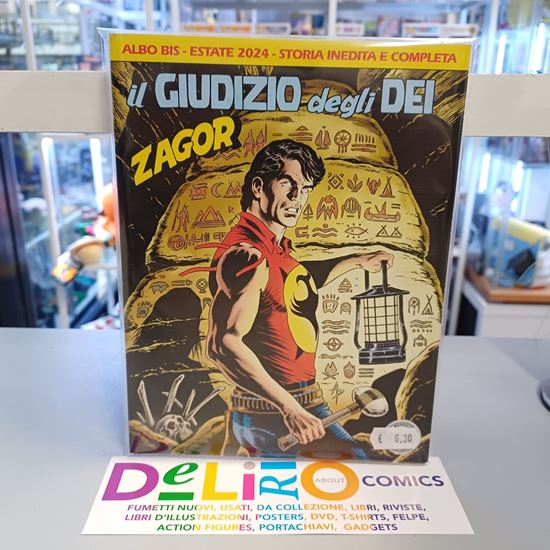 ALBO BIS - ESTATE 2024 - STORIA INEDITA E COMPLETA
il GIUDIZIO degli DEI
ZAGOR
€ 6,30
DeLiRiO ABOUT COMICS
FUMETTI NUOVI, USATI, DA COLLEZIONE, LIBRI, RIVISTE,
LIBRI D'ILLUSTRAZIONI, POSTERS, DVD, T-SHIRTS, FELPE,
ACTION FIGURES, PORTACHIAVI, GADGETS